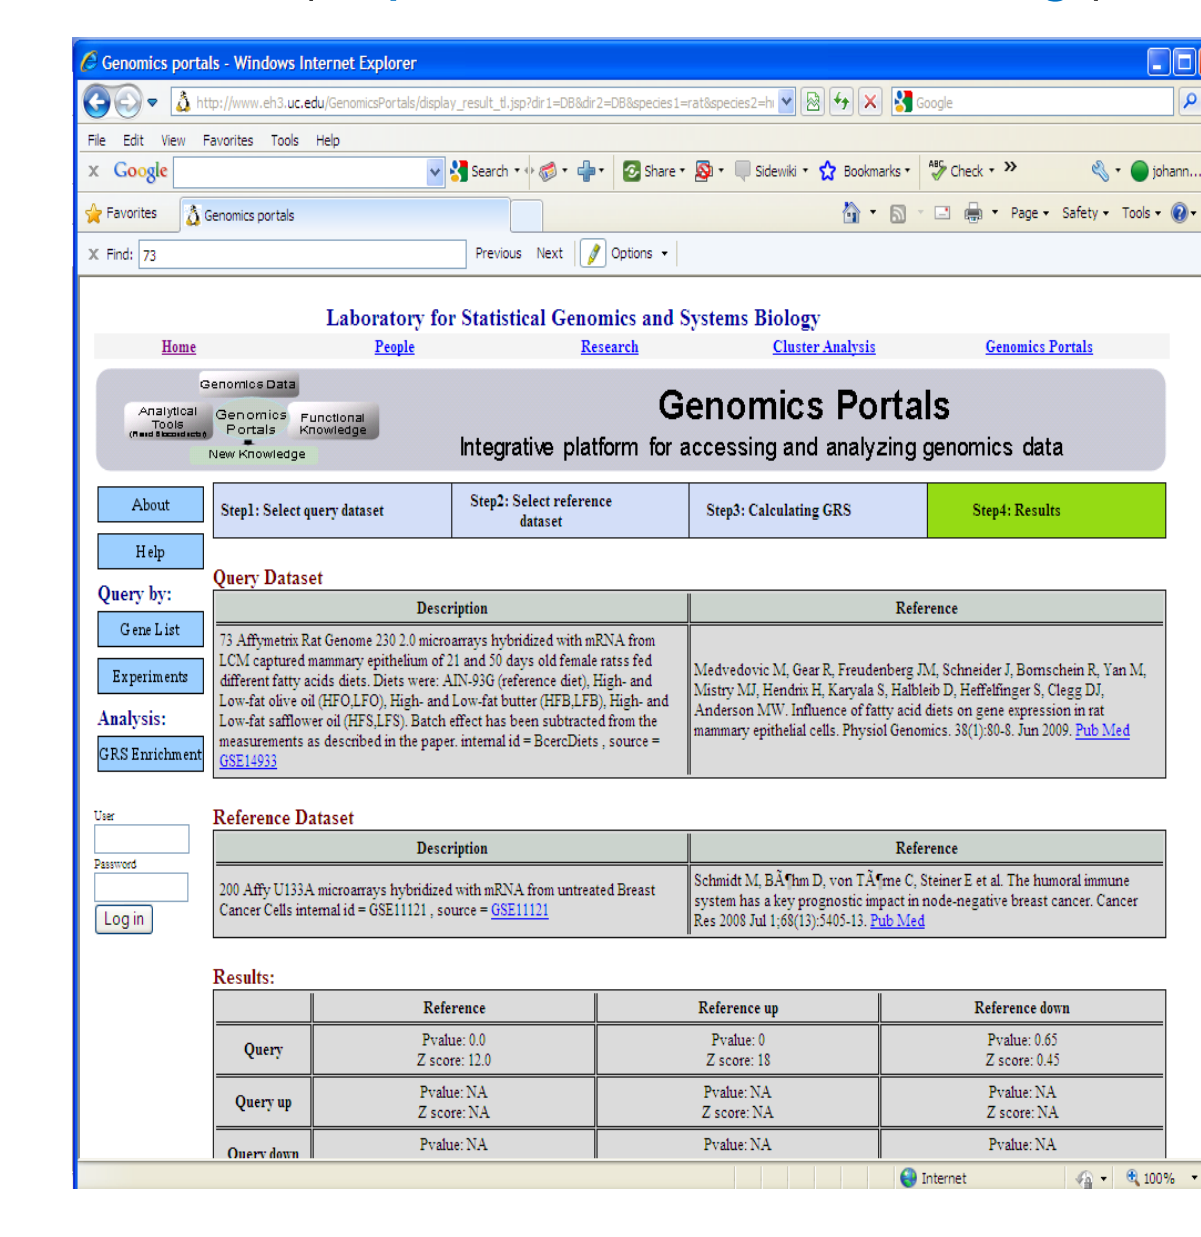 Genomics portals - Windows Internet Explorer
http://www.eh3.uc.edu/GenomicsPortals/display_result_tl.jsp?dir1=DB&dir2=DB&species1=rat&species2=h
Google
File Edit View Favorites Tools Help
x Google Search Share Sidewiki Bookmarks Check johann...
Favorites Genomics portals Page Safety Tools
X Find: 73 Previous Next Options
Laboratory for Statistical Genomics and Systems Biology
Home People Research Cluster Analysis Genomics Portals
Genomics Data
Analytical Tools
Genomics Portals
Functional Knowledge
New Knowledge
Genomics Portals
Integrative platform for accessing and analyzing genomics data
About
Help
Query by:
Gene List
Experiments
Analysis:
GRS Enrichment
User
Password
Log in
Step1: Select query dataset
Step2: Select reference
dataset
Step3: Calculating GRS
Step4: Results
Query Dataset
Description
Reference
73 Affymetrix Rat Genome 230 2.0 microarrays hybridized with mRNA from
LCM captured mammary epithelium of 21 and 50 days old female ratss fed
different fatty acids diets. Diets were: AIN-93G (reference diet), High- and
Low-fat olive oil (HFO,LFO), High- and Low-fat butter (HFB,LFB), High- and
Low-fat safflower oil (HFS,LFS). Batch effect has been subtracted from the
measurements as described in the paper. internal id = BcercDiets , source =
GSE14933
Medvedovic M, Gear R, Freudenberg JM, Schneider J, Bornschein R, Yan M,
Mistry MJ, Hendrix H, Karyala S, Halbleib D, Heffelfinger S, Clegg DJ,
Anderson MW. Influence of fatty acid diets on gene expression in rat
mammary epithelial cells. Physiol Genomics. 38(1):80-8. Jun 2009. Pub Med
Reference Dataset
Description
Reference
200 Affy U133A microarrays hybridized with mRNA from untreated Breast
Cancer Cells internal id = GSE11121 , source = GSE11121
Schmidt M, BÃ¶hm D, von TÃ¶rne C, Steiner E et al. The humoral immune
system has a key prognostic impact in node-negative breast cancer. Cancer
Res 2008 Jul 1;68(13):5405-13. Pub Med
Results:
Reference Reference up Reference down
Query
Pvalue: 0.0 Pvalue: 0 Pvalue: 0.65
Z score: 12.0 Z score: 18 Z score: 0.45
Query up
Pvalue: NA Pvalue: NA Pvalue: NA
Z score: NA Z score: NA Z score: NA
Query down
Pvalue: NA Pvalue: NA Pvalue: NA
Internet 100%